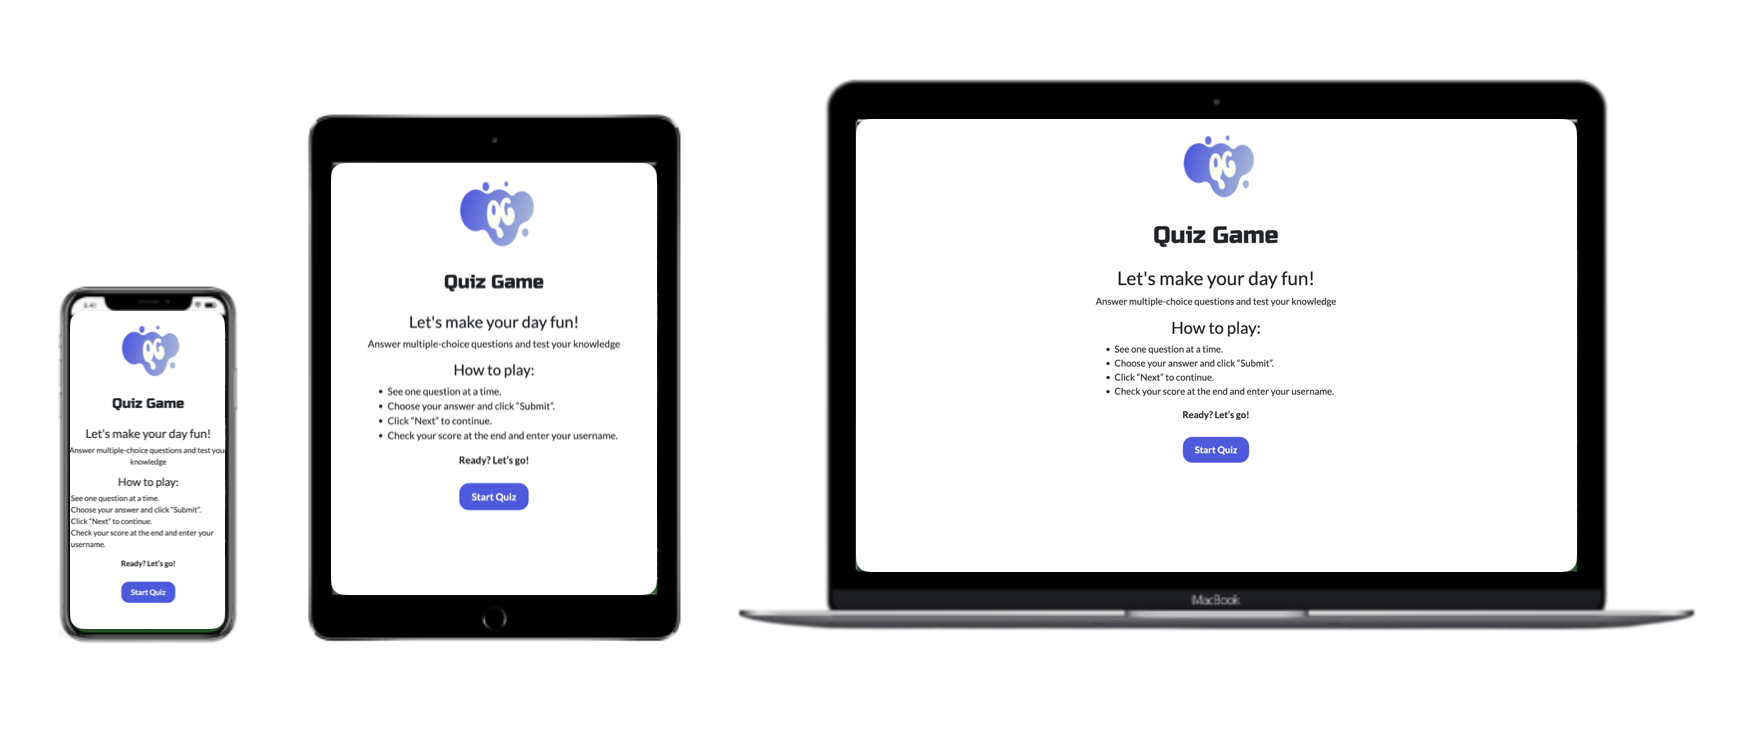 9:41
QG
Quiz Game
Let's make your day fun!
Answer multiple-choice questions and test you
knowledge
How to play:
See one question at a time.
Choose your answer and click “Submit”.
Click “Next” to continue.
Check your score at the end and enter your
username.
Ready? Let's go!
Start Quiz
QG
Quiz Game
Let's make your day fun!
Answer multiple-choice questions and test your knowledge
How to play:
• See one question at a time.
• Choose your answer and click “Submit”.
• Click “Next” to continue.
• Check your score at the end and enter your username.
Ready? Let's go!
Start Quiz
QG
Quiz Game
Let's make your day fun!
Answer multiple-choice questions and test your knowledge
How to play:
• See one question at a time.
• Choose your answer and click “Submit”.
• Click “Next” to continue.
• Check your score at the end and enter your username.
Ready? Let's go!
Start Quiz
MacBook